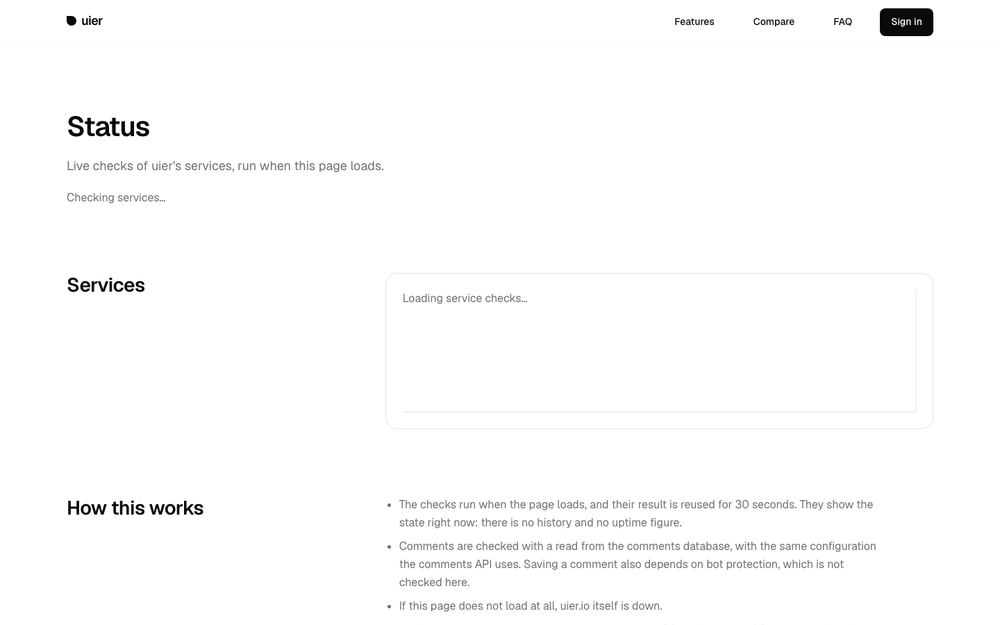 uier
Features
Compare
FAQ
Sign in
Status
Live checks of uier's services, run when this page loads.
Checking services…
Services
Loading service checks…
How this works
• The checks run when the page loads, and their result is reused for 30 seconds. They show the
state right now: there is no history and no uptime figure.
• Comments are checked with a read from the comments database, with the same configuration
the comments API uses. Saving a comment also depends on bot protection, which is not
checked here.
• If this page does not load at all, uier.io itself is down.